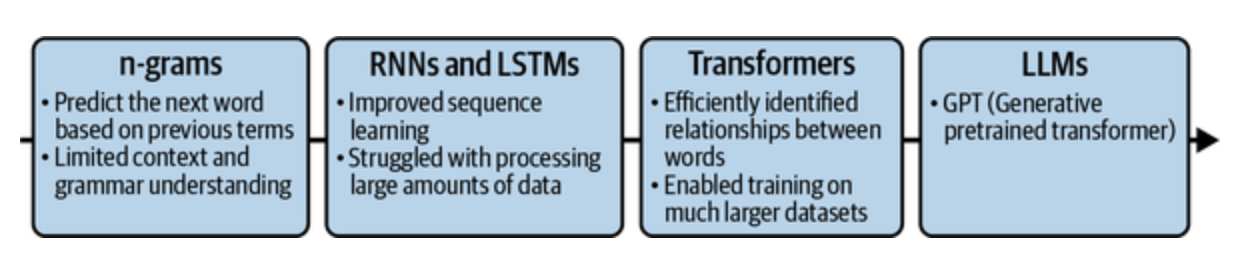 n-grams
• Predict the next word
based on previous terms
• Limited context and
grammar understanding
RNNs and LSTMs
• Improved sequence
learning
• Struggled with processing
large amounts of data
Transformers
• Efficiently identified
relationships between
words
• Enabled training on
much larger datasets
LLMs
• GPT (Generative
pretrained transformer)